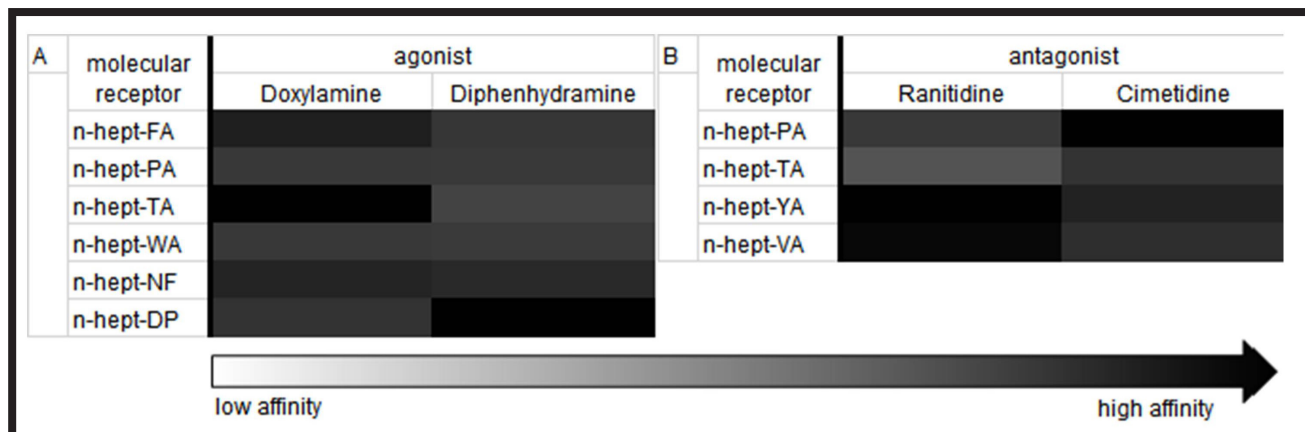 A
molecular
receptor
agonist
Doxylamine Diphenhydramine
n-hept-FA
n-hept-PA
n-hept-TA
n-hept-WA
n-hept-NF
n-hept-DP
B
molecular
receptor
antagonist
Ranitidine Cimetidine
n-hept-PA
n-hept-TA
n-hept-YA
n-hept-VA
low affinity high affinity